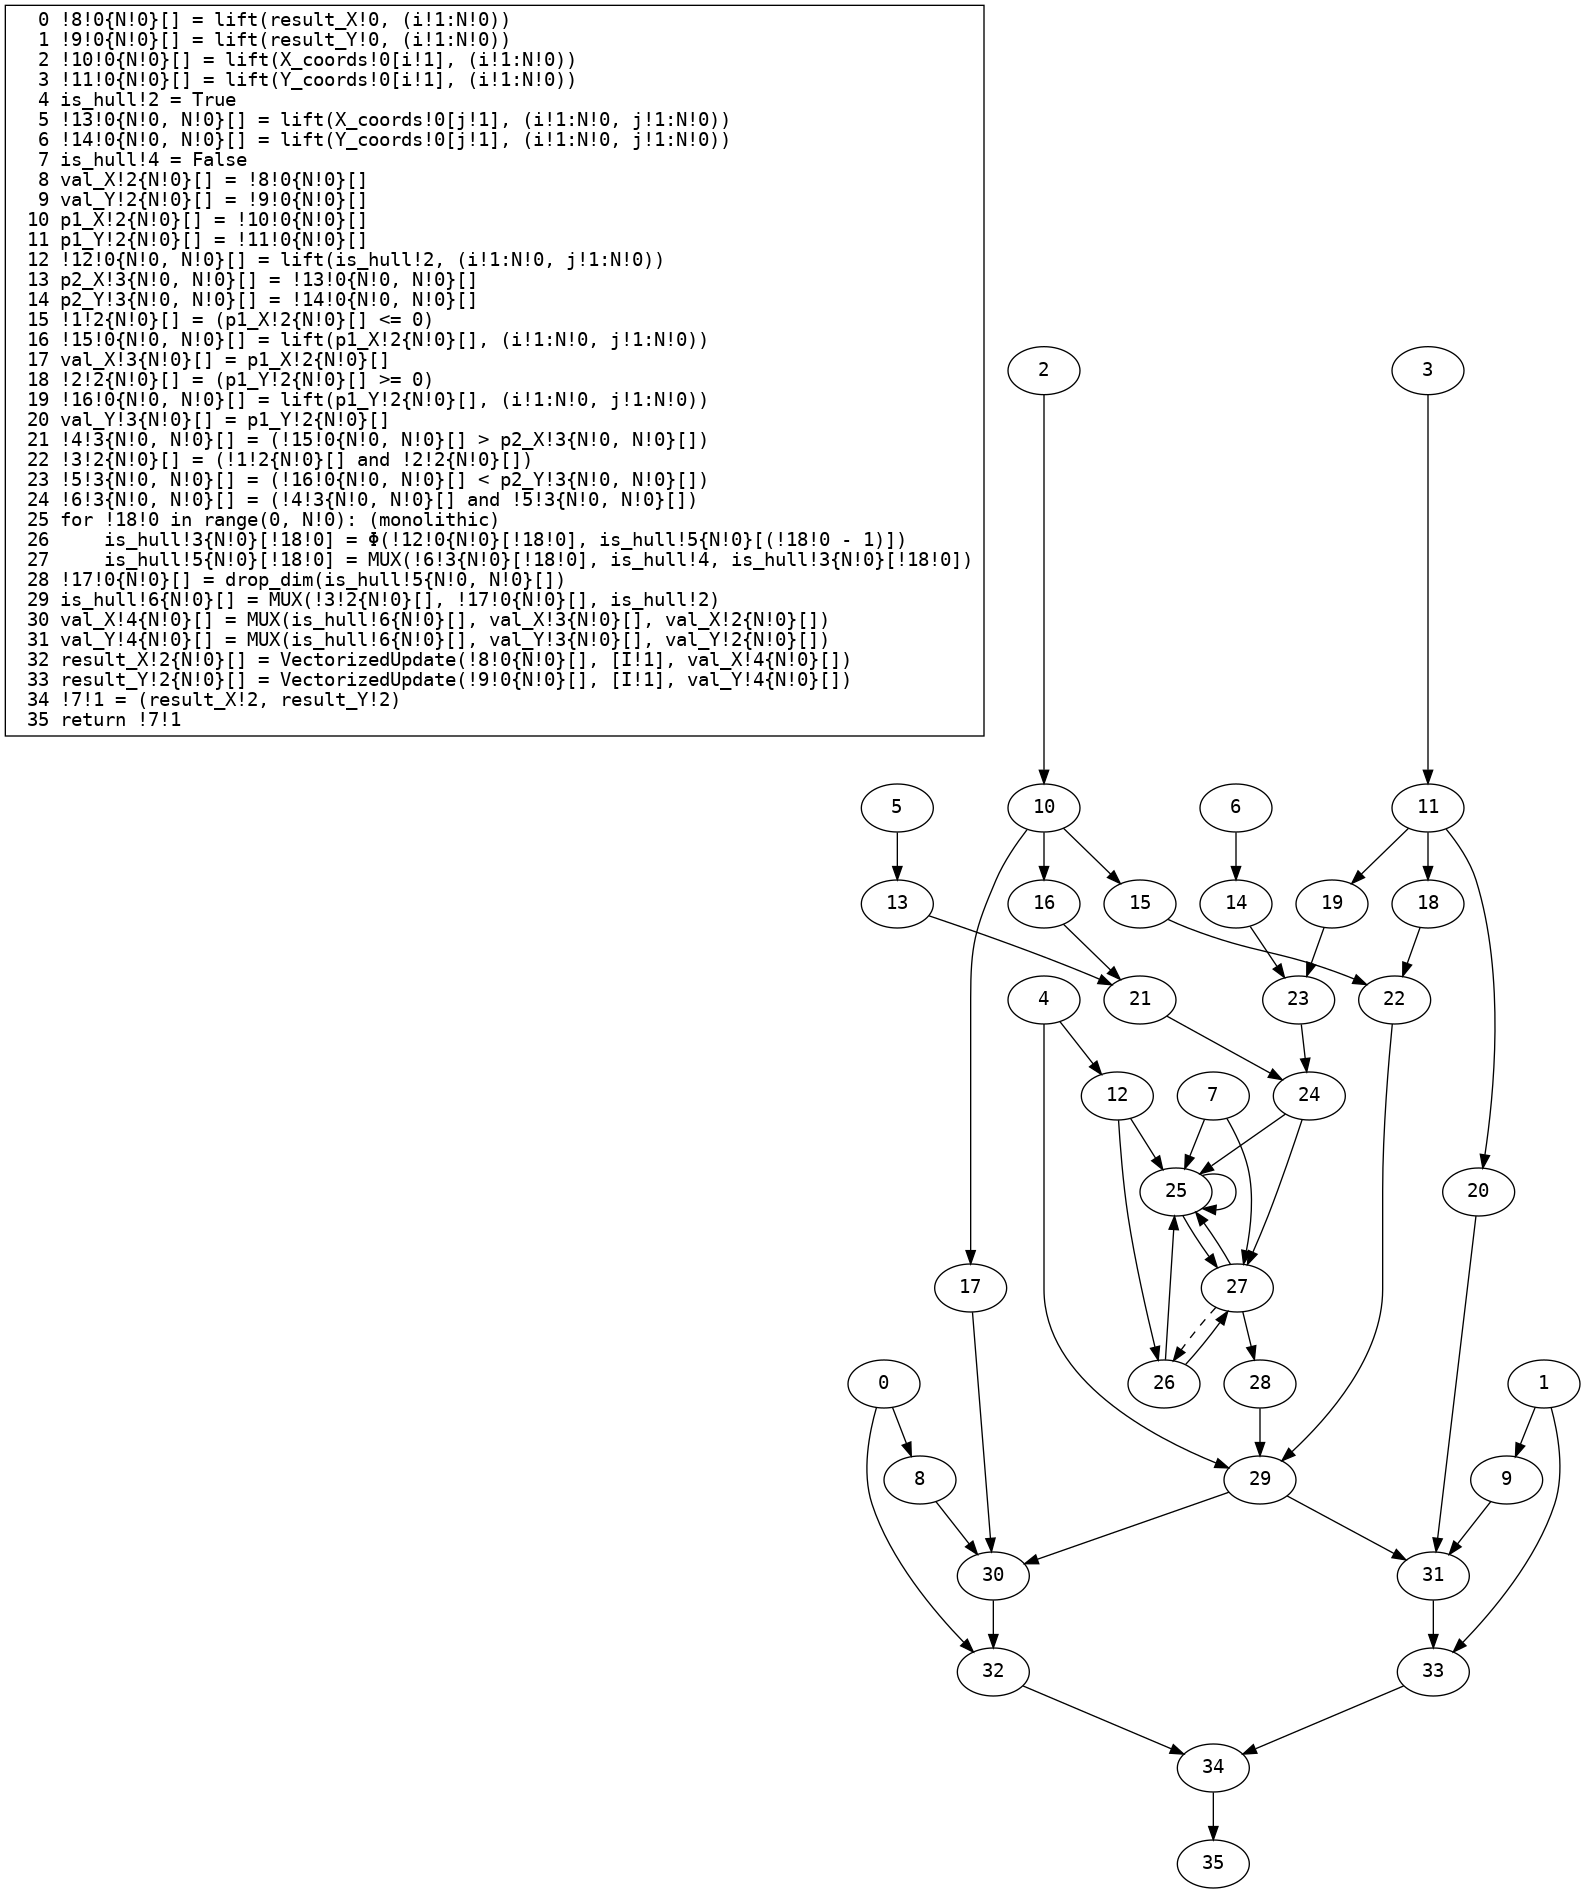 0 !8!0{N!0}[] = lift(result_X!0, (i!1:N!0))
1 !9!0{N!0}[] = lift(result_Y!0, (i!1:N!0))
2 !10!0{N!0}[] = lift(X_coords!0[i!1], (i!1:N!0))
3 !11!0{N!0}[] = lift(Y_coords!0[i!1], (i!1:N!0))
4 is_hull!2 = True
5 !13!0{N!0, N!0}[] = lift(X_coords!0[j!1], (i!1:N!0, j!1:N!0))
6 !14!0{N!0, N!0}[] = lift(Y_coords!0[j!1], (i!1:N!0, j!1:N!0))
7 is_hull!4 = False
8 val_X!2{N!0}[] = !8!0{N!0}[]
9 val_Y!2{N!0}[] = !9!0{N!0}[]
10 p1_X!2{N!0}[] = !10!0{N!0}[]
11 p1_Y!2{N!0}[] = !11!0{N!0}[]
12 !12!0{N!0, N!0}[] = lift(is_hull!2, (i!1:N!0, j!1:N!0))
13 p2_X!3{N!0, N!0}[] = !13!0{N!0, N!0}[]
14 p2_Y!3{N!0, N!0}[] = !14!0{N!0, N!0}[]
15 !1!2{N!0}[] = (p1_X!2{N!0}[] <= 0)
16 !15!0{N!0, N!0}[] = lift(p1_X!2{N!0}[], (i!1:N!0, j!1:N!0))
17 val_X!3{N!0}[] = p1_X!2{N!0}[]
18 !2!2{N!0}[] = (p1_Y!2{N!0}[] >= 0)
19 !16!0{N!0, N!0}[] = lift(p1_Y!2{N!0}[], (i!1:N!0, j!1:N!0))
20 val_Y!3{N!0}[] = p1_Y!2{N!0}[]
21 !4!3{N!0, N!0}[] = (!15!0{N!0, N!0}[] > p2_X!3{N!0, N!0}[])
22 !3!2{N!0}[] = (!1!2{N!0}[] and !2!2{N!0}[])
23 !5!3{N!0, N!0}[] = (!16!0{N!0, N!0}[] < p2_Y!3{N!0, N!0}[])
24 !6!3{N!0, N!0}[] = (!4!3{N!0, N!0}[] and !5!3{N!0, N!0}[])
25 for !18!0 in range(0, N!0): (monolithic)
26     is_hull!3{N!0}[!18!0] = Φ(!12!0{N!0}[!18!0], is_hull!5{N!0}[(!18!0 - 1)])
27     is_hull!5{N!0}[!18!0] = MUX(!6!3{N!0}[!18!0], is_hull!4, is_hull!3{N!0}[!18!0])
28 !17!0{N!0}[] = drop_dim(is_hull!5{N!0, N!0}[])
29 is_hull!6{N!0}[] = MUX(!3!2{N!0}[], !17!0{N!0}[], is_hull!2)
30 val_X!4{N!0}[] = MUX(is_hull!6{N!0}[], val_X!3{N!0}[], val_X!2{N!0}[])
31 val_Y!4{N!0}[] = MUX(is_hull!6{N!0}[], val_Y!3{N!0}[], val_Y!2{N!0}[])
32 result_X!2{N!0}[] = VectorizedUpdate(!8!0{N!0}[], [I!1], val_X!4{N!0}[])
33 result_Y!2{N!0}[] = VectorizedUpdate(!9!0{N!0}[], [I!1], val_Y!4{N!0}[])
34 !7!1 = (result_X!2, result_Y!2)
35 return !7!1
2
3
5
10
6
11
13
16
15
14
19
18
4
21
23
22
12
7
24
25
20
17
27
0
26
28
1
8
29
9
30
31
32
33
34
35